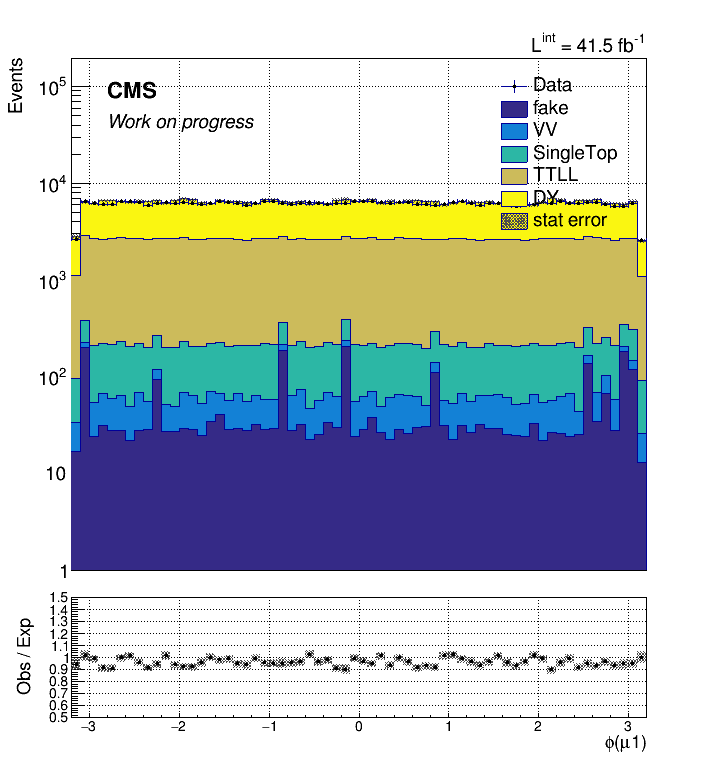 L^int = 41.5 fb^-1
Events
CMS
Work on progress
Data
fake
VV
SingleTop
TTLL
DY
stat error
10^5
10^4
10^3
10^2
10
1
Obs / Exp
1.5
1.4
1.3
1.2
1.1
1
0.9
0.8
0.7
0.6
0.5
−3 −2 −1 0 1 2 3
ϕ(μ1)